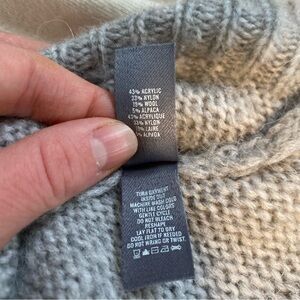 43% ACRYLIC
33% NYLON
19% WOOL
5% ALPACA
43% ACRYLIQUE
33% NYLON
19% LAINE
ALPACA
TURN GARMENT
INSIDE OUT
MACHINE WASH COLD
WITH LIKE COLORS
GENTLE CYCLE
DO NOT BLEACH
RESHAPE
LAY FLAT TO DRY
COOL IRON IF NEEDED
DO NOT WRING OR TWIST